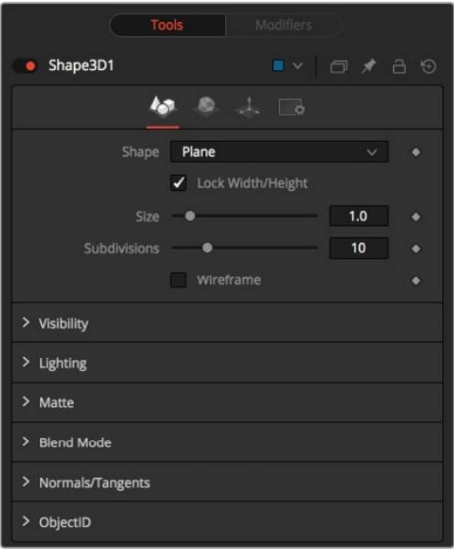 Tools Modifiers
Shape3D1
Shape Plane
Lock Width/Height
Size 1.0
Subdivisions 10
Wireframe
Visibility
Lighting
Matte
Blend Mode
Normals/Tangents
ObjectID